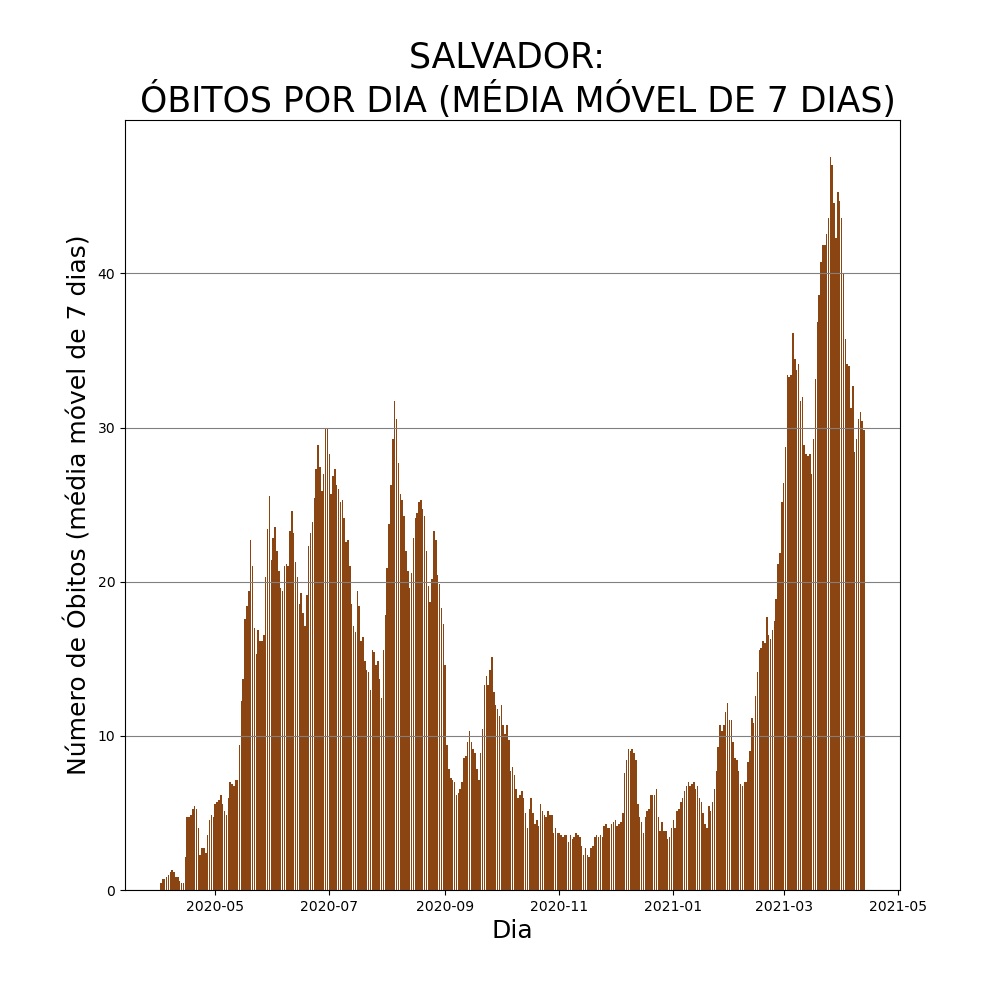 SALVADOR:
ÓBITOS POR DIA (MÉDIA MÓVEL DE 7 DIAS)
Número de Óbitos (média móvel de 7 dias)
40
30
20
10
0
2020-05 2020-07 2020-09 2020-11 2021-01 2021-03 2021-05
Dia